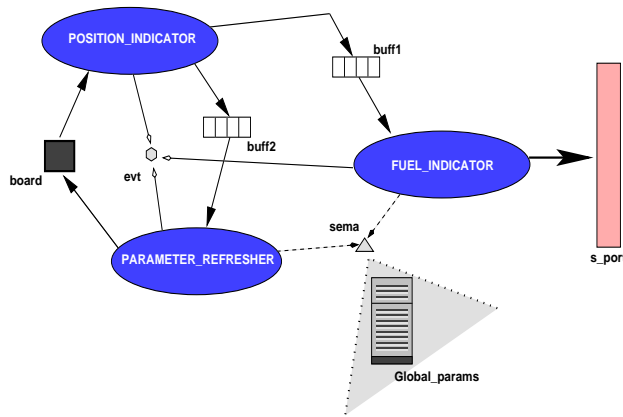 POSITION_INDICATOR
buff1
buff2
FUEL_INDICATOR
board
evt
sema
PARAMETER_REFRESHER
s_por
Global_params